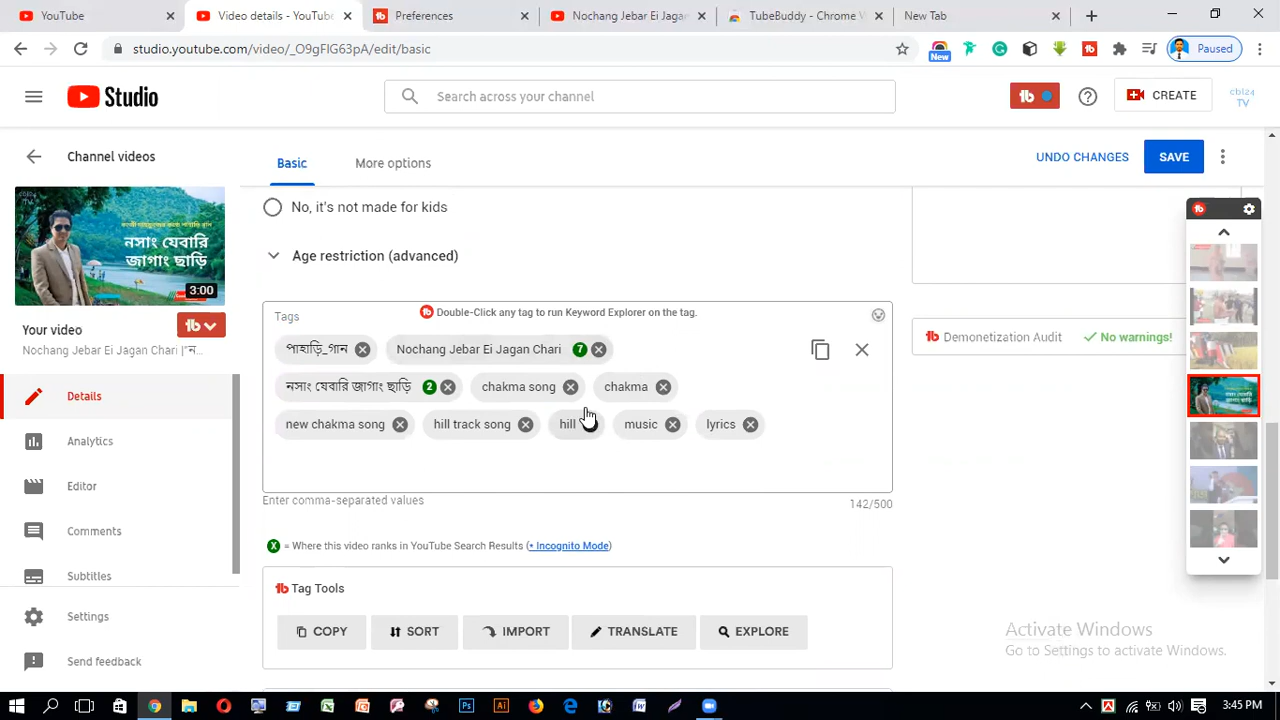 YouTube
Video details - YouTube
Preferences
Nochang Jebar Ei Jagan
TubeBuddy - Chrome W
New Tab
studio.youtube.com/video/_O9gFIG63pA/edit/basic
New
Paused
Studio
Search across your channel
CREATE
cbl24
TV
Channel videos
Basic
More options
UNDO CHANGES
SAVE
No, it's not made for kids
নসাং যেবারি
জাগাং ছাড়ি
3:00
Age restriction (advanced)
Tags
Double-Click any tag to run Keyword Explorer on the tag.
Your video
Nochang Jebar Ei Jagan Chari |"ন...
Demonetization Audit
No warnings!
পাহাড়ি_গান
Nochang Jebar Ei Jagan Chari 7
নসাং যেবারি জাগাং ছাড়ি 2
chakma song
chakma
new chakma song
hill track song
hill
music
lyrics
Details
Analytics
Editor
Comments
Subtitles
Settings
Send feedback
Enter comma-separated values
142/500
X = Where this video ranks in YouTube Search Results (• Incognito Mode)
Tag Tools
COPY
SORT
IMPORT
TRANSLATE
EXPLORE
Activate Windows
Go to Settings to activate Windows.
3:45 PM